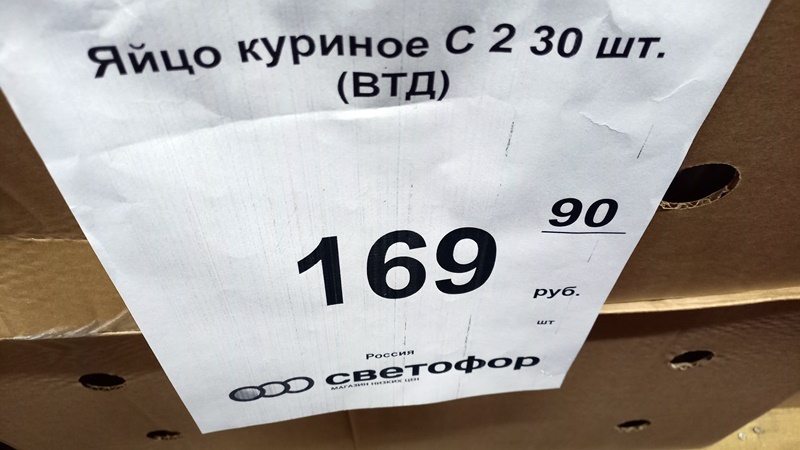 Яйцо куриное С 2 30 шт.
(ВТД)
169 90
руб.
шт
Россия
светофор
МАГАЗИН НИЗКИХ ЦЕН